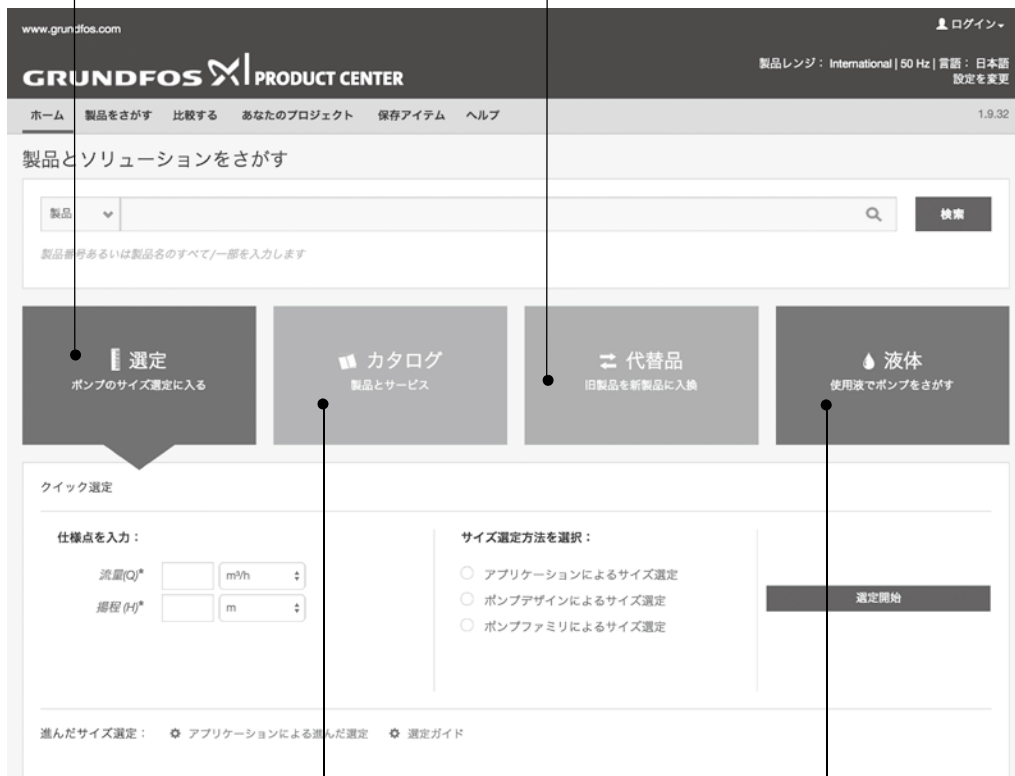 www.grundfos.com
ログイン
GRUNDFOS PRODUCT CENTER
製品レンジ： International | 50 Hz | 言語： 日本語
設定を変更
ホーム 製品をさがす 比較する あなたのプロジェクト 保存アイテム ヘルプ 1.9.32
製品とソリューションをさがす
製品
検索
製品番号あるいは製品名のすべて/一部を入力します
選定
ポンプのサイズ選定に入る
カタログ
製品とサービス
代替品
旧製品を新製品に入換
液体
使用液でポンプをさがす
クイック選定
仕様点を入力：
流量(Q)* m³/h
揚程(H)* m
サイズ選定方法を選択：
アプリケーションによるサイズ選定
ポンプデザインによるサイズ選定
ポンプファミリによるサイズ選定
選定開始
進んだサイズ選定： アプリケーションによる進んだ選定 選定ガイド